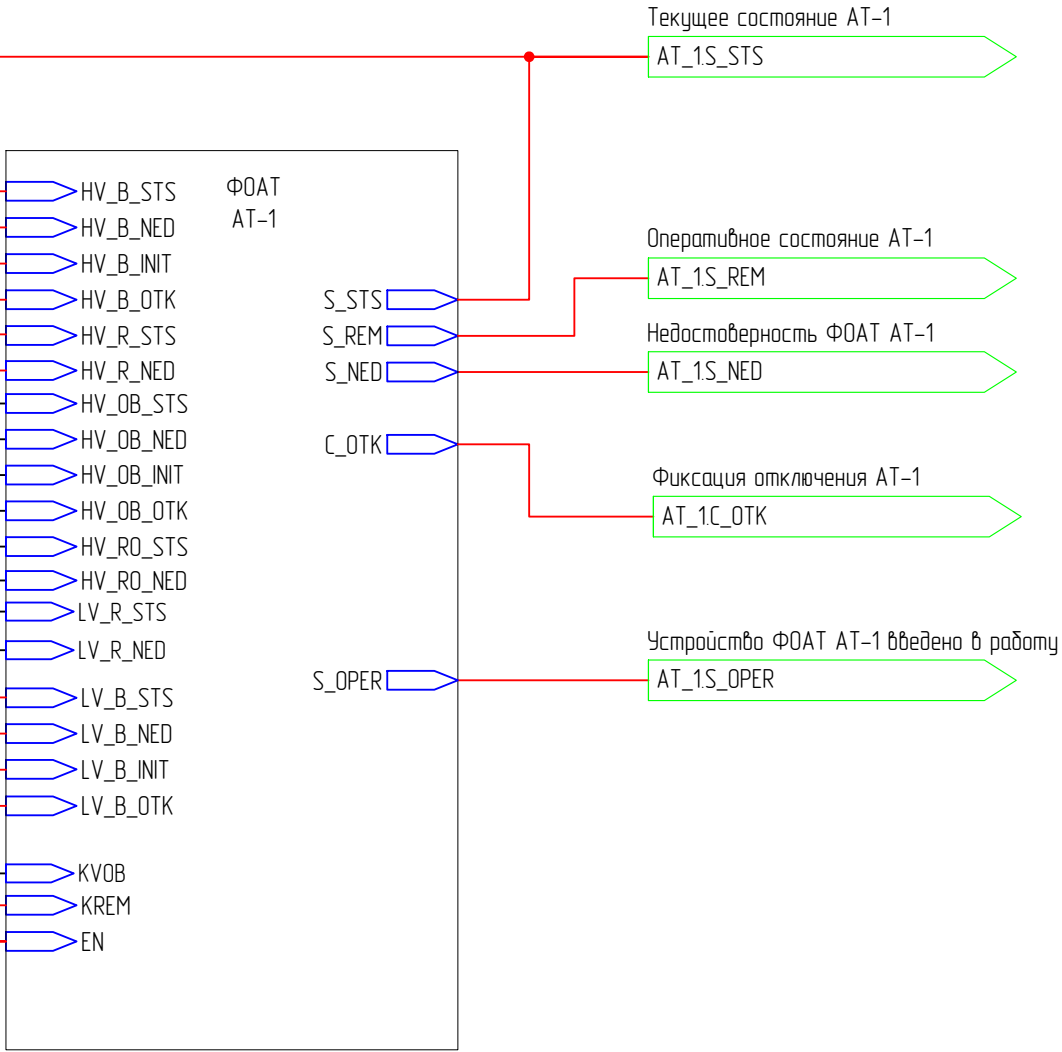 Текущее состояние АТ-1
AT_1.S_STS
ФОАТ
АТ-1
HV_B_STS
HV_B_NED
HV_B_INIT
HV_B_OTK
HV_R_STS
HV_R_NED
HV_OB_STS
HV_OB_NED
HV_OB_INIT
HV_OB_OTK
HV_RO_STS
HV_RO_NED
LV_R_STS
LV_R_NED
LV_B_STS
LV_B_NED
LV_B_INIT
LV_B_OTK
KVOB
KREM
EN
S_STS
S_REM
S_NED
C_OTK
S_OPER
Оперативное состояние АТ-1
AT_1.S_REM
Недостоверность ФОАТ АТ-1
AT_1.S_NED
Фиксация отключения АТ-1
AT_1.C_OTK
Устройство ФОАТ АТ-1 введено в работу
AT_1.S_OPER